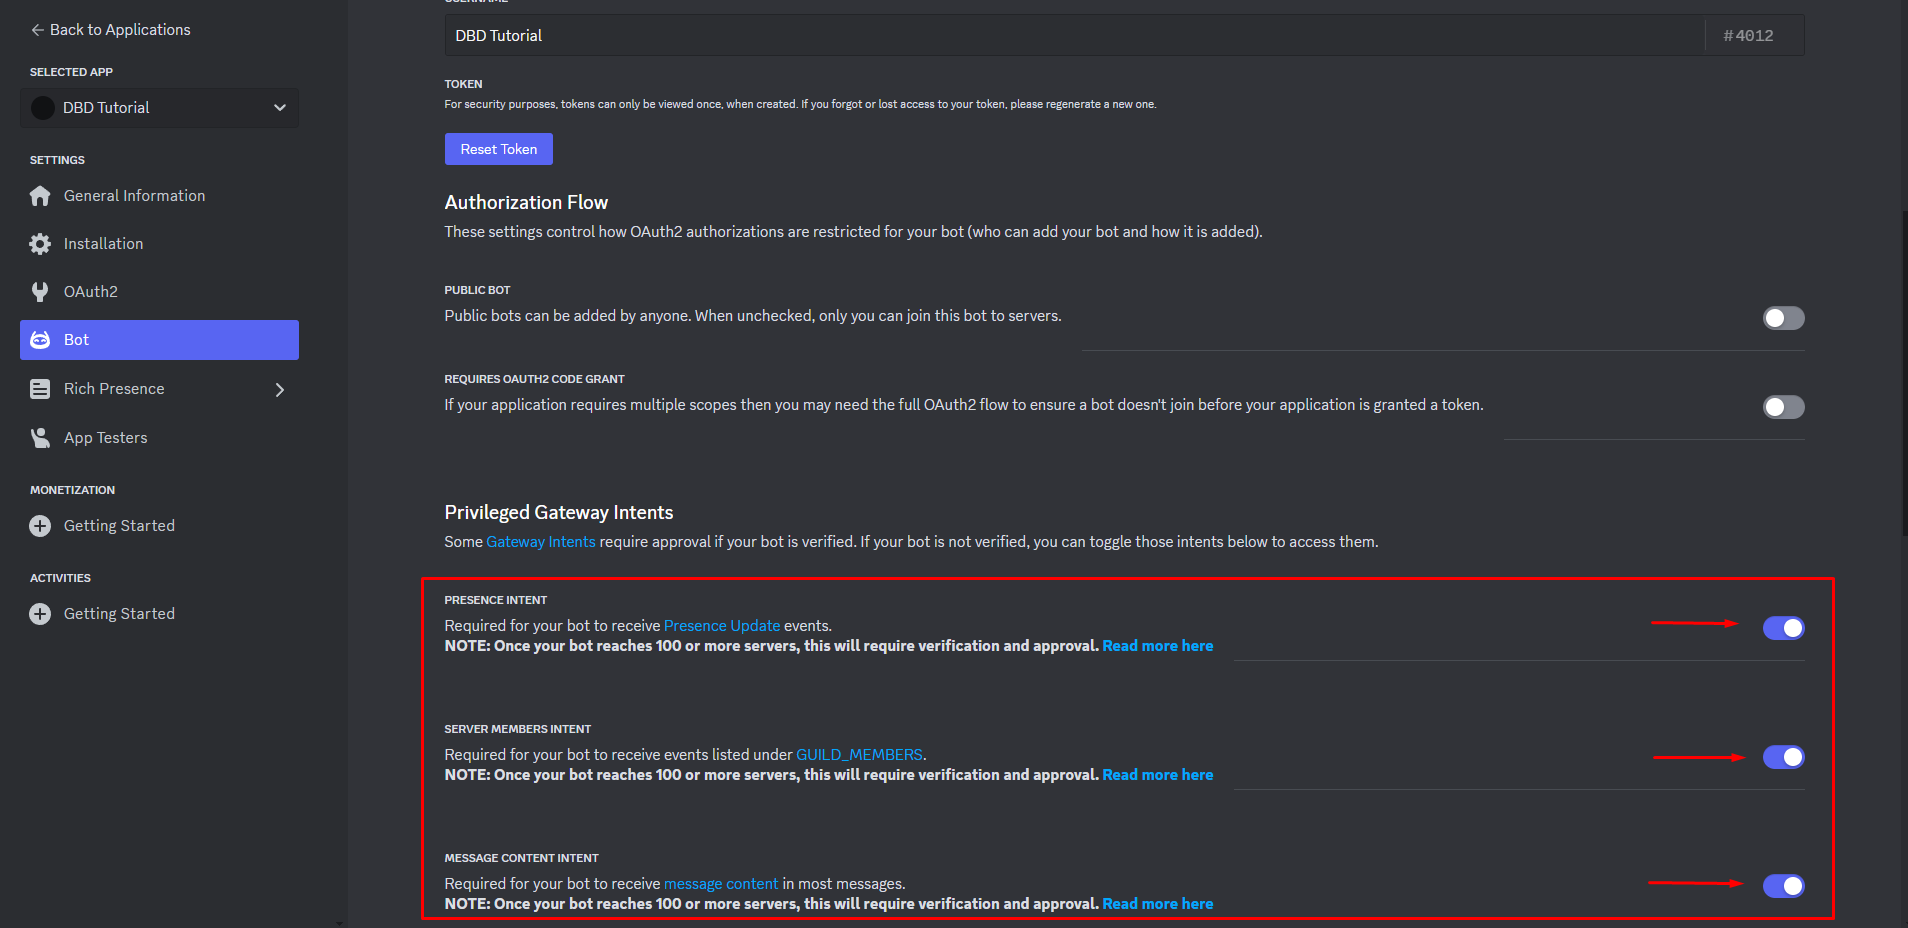 Back to Applications
SELECTED APP
DBD Tutorial
SETTINGS
General Information
Installation
OAuth2
Bot
Rich Presence
App Testers
MONETIZATION
Getting Started
ACTIVITIES
Getting Started
USERNAME
DBD Tutorial
#4012
TOKEN
For security purposes, tokens can only be viewed once, when created. If you forgot or lost access to your token, please regenerate a new one.
Reset Token
Authorization Flow
These settings control how OAuth2 authorizations are restricted for your bot (who can add your bot and how it is added).
PUBLIC BOT
Public bots can be added by anyone. When unchecked, only you can join this bot to servers.
REQUIRES OAUTH2 CODE GRANT
If your application requires multiple scopes then you may need the full OAuth2 flow to ensure a bot doesn't join before your application is granted a token.
Privileged Gateway Intents
Some Gateway Intents require approval if your bot is verified. If your bot is not verified, you can toggle those intents below to access them.
PRESENCE INTENT
Required for your bot to receive Presence Update events.
NOTE: Once your bot reaches 100 or more servers, this will require verification and approval. Read more here
SERVER MEMBERS INTENT
Required for your bot to receive events listed under GUILD_MEMBERS.
NOTE: Once your bot reaches 100 or more servers, this will require verification and approval. Read more here
MESSAGE CONTENT INTENT
Required for your bot to receive message content in most messages.
NOTE: Once your bot reaches 100 or more servers, this will require verification and approval. Read more here